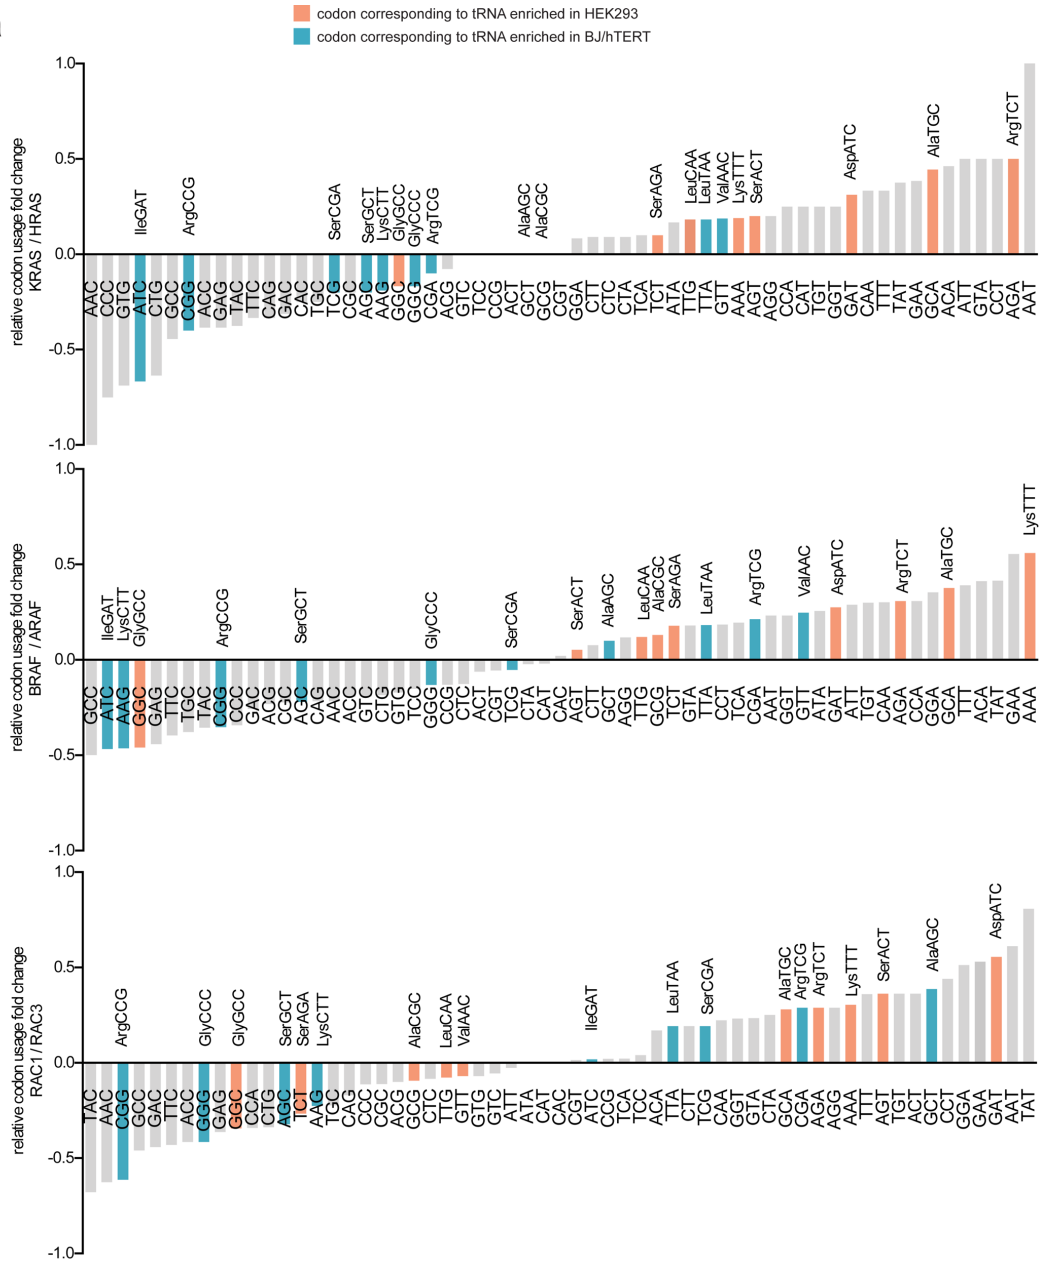 codon corresponding to tRNA enriched in HEK293
codon corresponding to tRNA enriched in BJ/hTERT
relative codon usage fold change
KRAS / HRAS
1.0
0.5
0.0
-0.5
-1.0
IleGAT ArgCCG SerCGA SerGCT LysCTT GlyGCC GlyCCC ArgTCG AlaAGC AlaCGC SerAGA LeuCAA LeuTAA ValAAC LysTTT SerACT AspATC AlaTGC ArgTCT
AAC CCC GTG ATC CTG GCC CGG ACC GAG TAC TTC CAG GAC CAC TGC TCG CGC AGC AAG GGC GGG CGA ACG GTC TCC CCG ACT GCT GCG CGT GGA CTT CTC CTA TCA TCT ATA TTG TTA GTT AAA AGT AGG CCA CAT TGT GGT GAT CAA TTT TAT GAA GCA ACA ATT GTA CCT AGA AAT
relative codon usage fold change
BRAF / ARAF
1.0
0.5
0.0
-0.5
-1.0
IleGAT LysCTT GlyGCC ArgCCG SerGCT GlyCCC SerCGA SerACT AlaAGC LeuCAA AlaCGC SerAGA LeuTAA ArgTCG ValAAC AspATC ArgTCT AlaTGC LysTTT
GCC ATC AAG GGC GAG TTC TGC TAC CGG CCC GAC ACG CGC AGC CAG AAC ACC GTC CTG GTG TCC GGG CCG CTC ACT CGT TCG CTA CAT CAC AGT CTT GCT AGG TTG GCG TCT GTA TTA CCT TCA CGA AAT GGT GTT ATA GAT ATT TGT CAA AGA CCA GGA GCA TTT ACA TAT GAA AAA
relative codon usage fold change
RAC1 / RAC3
1.0
0.5
0.0
-0.5
-1.0
ArgCCG GlyCCC GlyGCC SerGCT SerAGA LysCTT AlaCGC LeuCAA ValAAC IleGAT LeuTAA SerCGA AlaTGC ArgTCG ArgTCT LysTTT SerACT AlaAGC AspATC
TAC AAC CGG GCC GAC TTC ACC GGG GAG GGC CCA CTG AGC TCT AAG TGC CAG CCC CGC ACG GCG CTC TTG GTT GTG GTC ATT ATA CAT CAC CGT ATC CCG TCA TCC ACA TTA CTT TCG CAA GGT GTA CTA GCA CGA AGA AGG AAA TTT AGT TGT ACT GCT CCT GGA GAA GAT AAT TAT